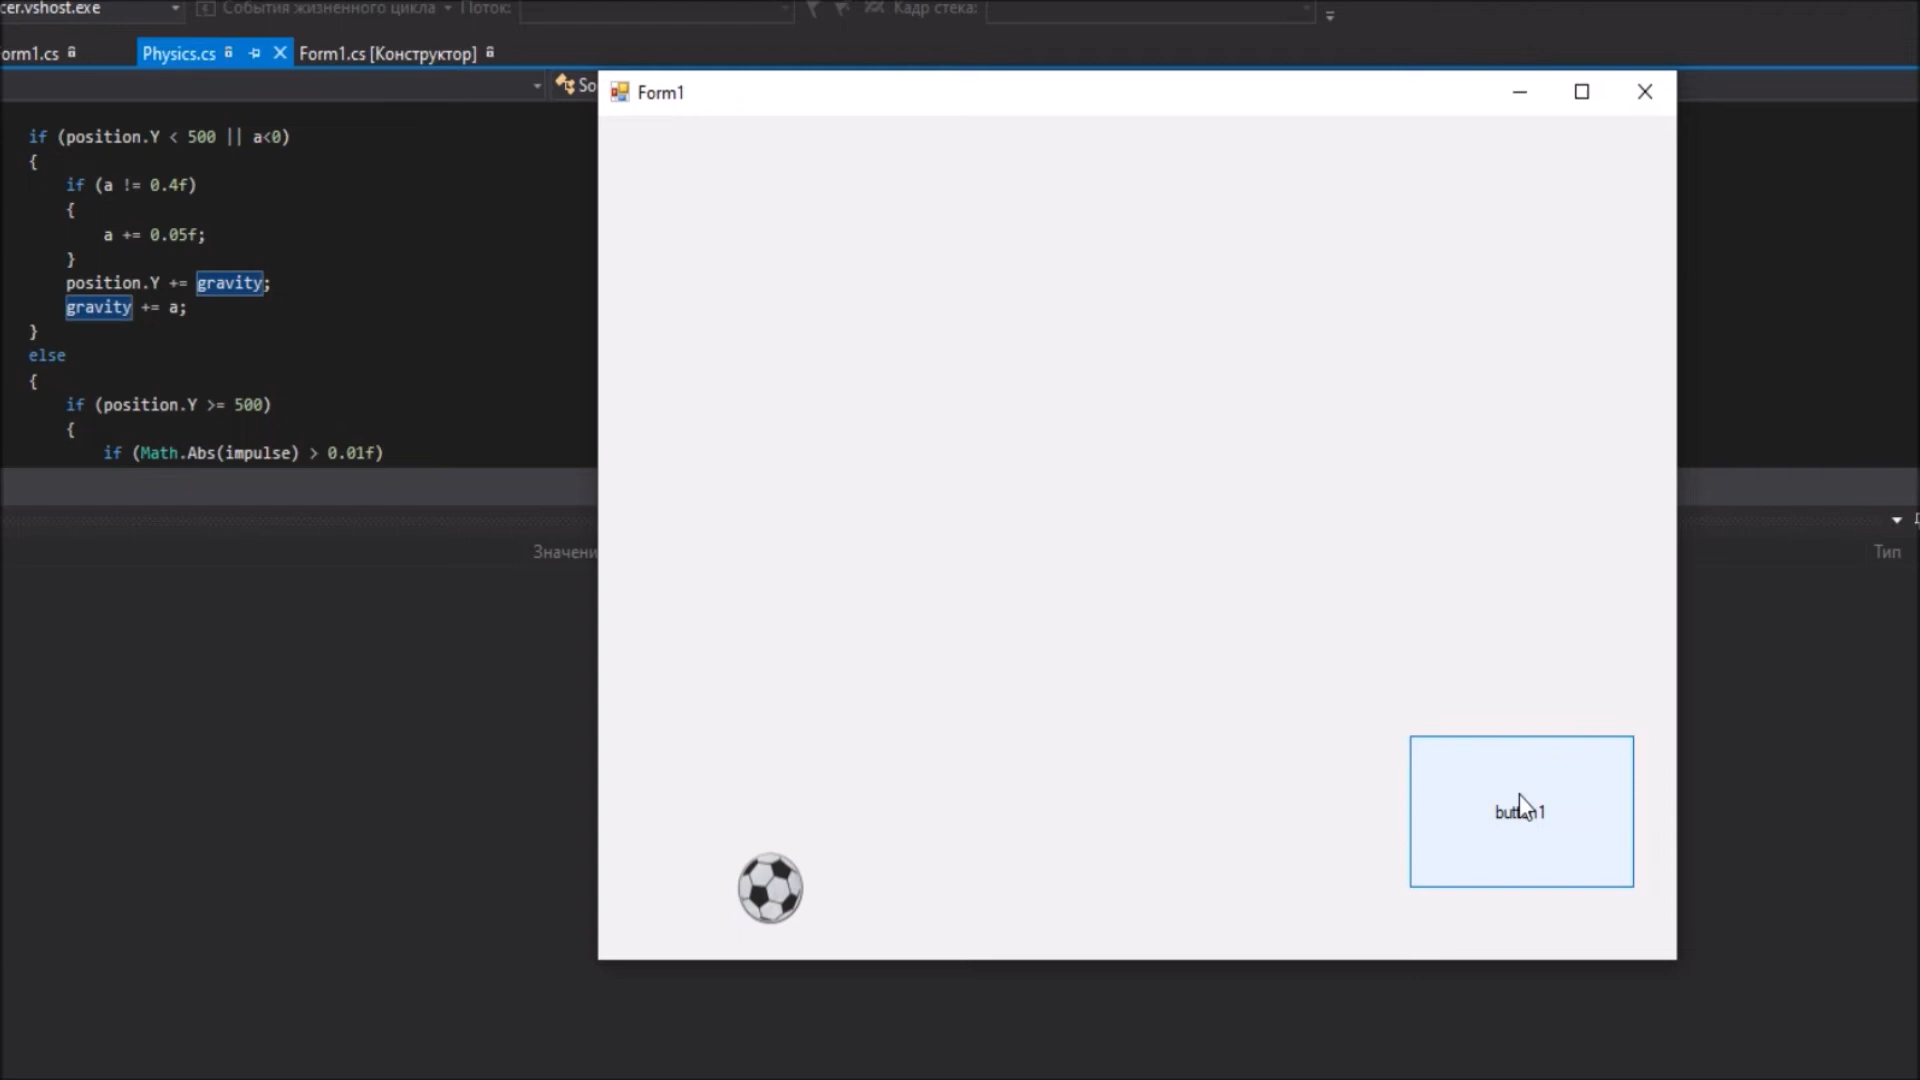 cer.vshost.exe События жизненного цикла Поток: Кадр стека:
orm1.cs Physics.cs Form1.cs [Конструктор]
So
Form1
if (position.Y < 500 || a<0)
{
if (a != 0.4f)
{
a += 0.05f;
}
position.Y += gravity;
gravity += a;
}
else
{
if (position.Y >= 500)
{
if (Math.Abs(impulse) > 0.01f)
Значени Тип